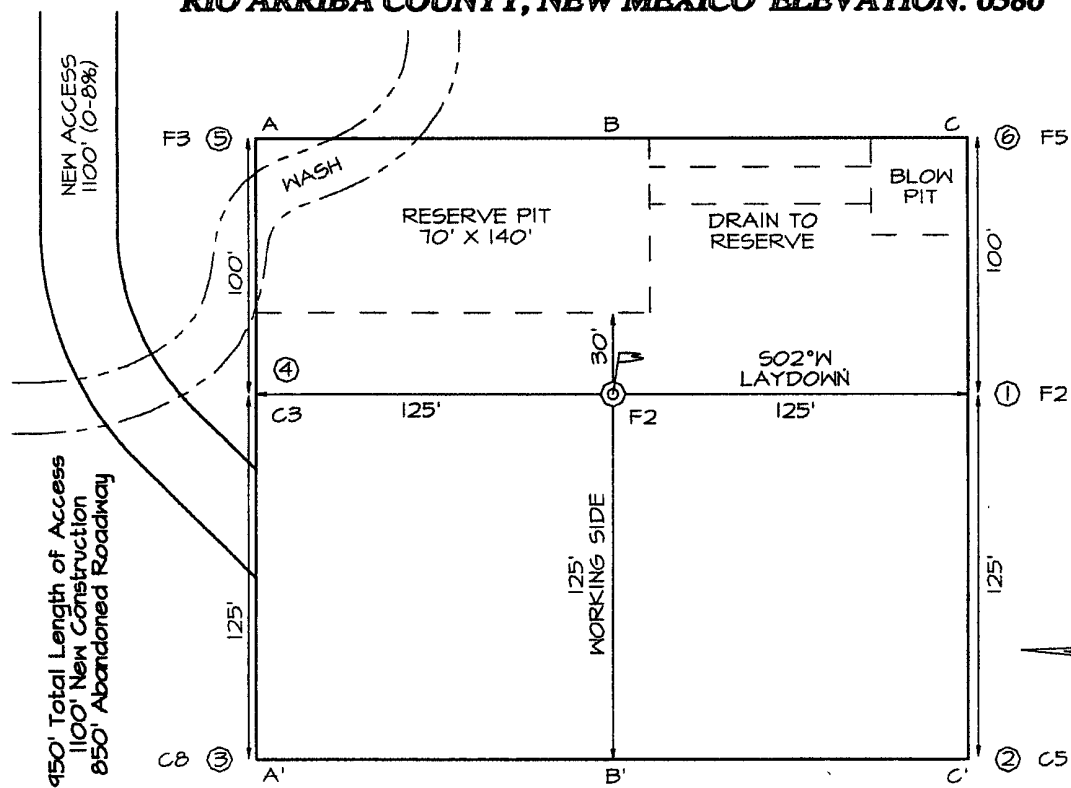 RIO ARRIBA COUNTY, NEW MEXICO ELEVATION: 6386
NEW ACCESS
1100' (0-8%)
F3 ⑤
A
B
C
⑥ F5
WASH
RESERVE PIT
70' X 140'
DRAIN TO
RESERVE
BLOW
PIT
100'
100'
30'
④
S02°W
LAYDOWN
C3
125'
F2
125'
① F2
125'
WORKING SIDE
125'
125'
950' Total Length of Access
1100' New Construction
850' Abandoned Roadway
C8 ③
A'
B'
C'
② C5